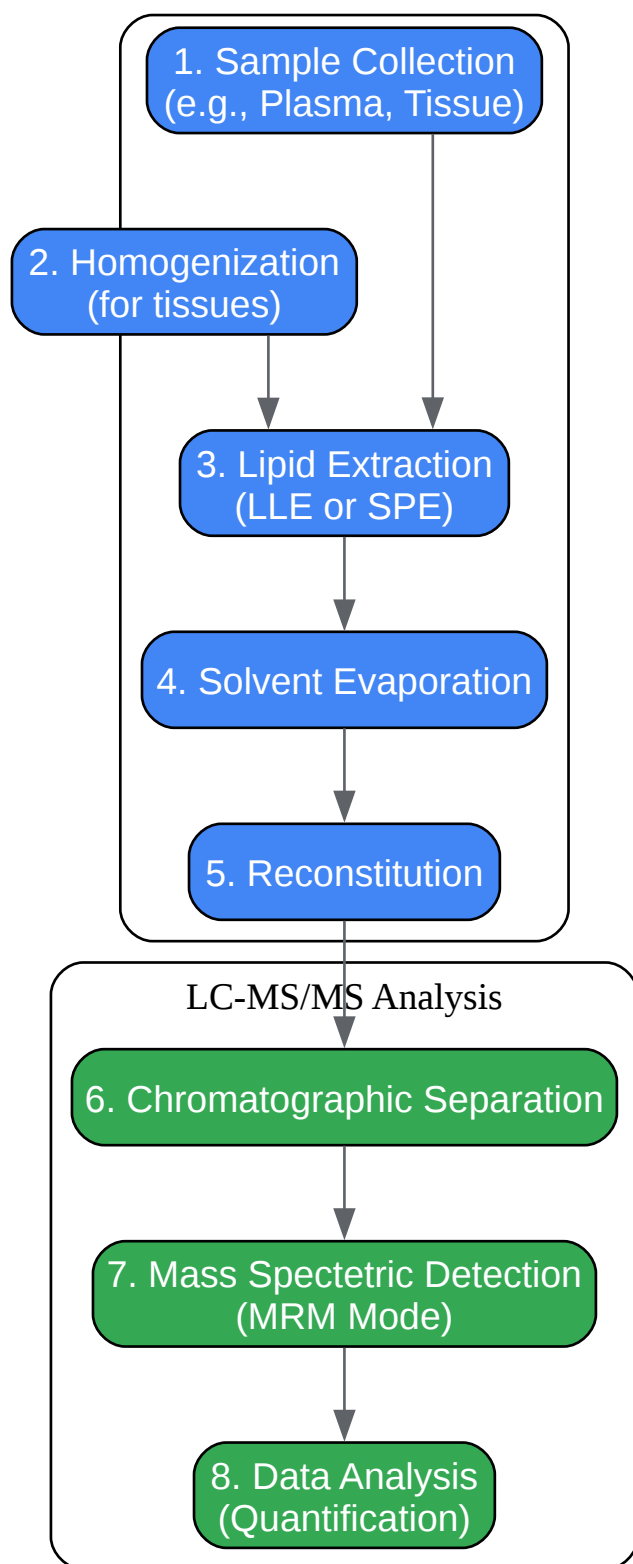 1. Sample Collection
(e.g., Plasma, Tissue)
2. Homogenization
(for tissues)
3. Lipid Extraction
(LLE or SPE)
4. Solvent Evaporation
5. Reconstitution
LC-MS/MS Analysis
6. Chromatographic Separation
7. Mass Spectetric Detection
(MRM Mode)
8. Data Analysis
(Quantification)